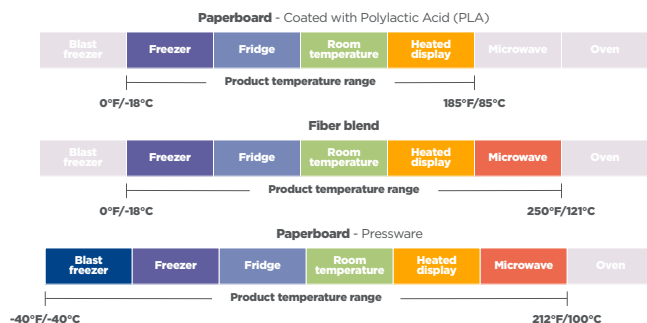 Paperboard - Coated with Polylactic Acid (PLA)
Blast freezer Freezer Fridge Room temperature Heated display Microwave Oven
Product temperature range
0°F/-18°C 185°F/85°C
Fiber blend
Blast freezer Freezer Fridge Room temperature Heated display Microwave Oven
Product temperature range
0°F/-18°C 250°F/121°C
Paperboard - Pressware
Blast freezer Freezer Fridge Room temperature Heated display Microwave Oven
Product temperature range
-40°F/-40°C 212°F/100°C